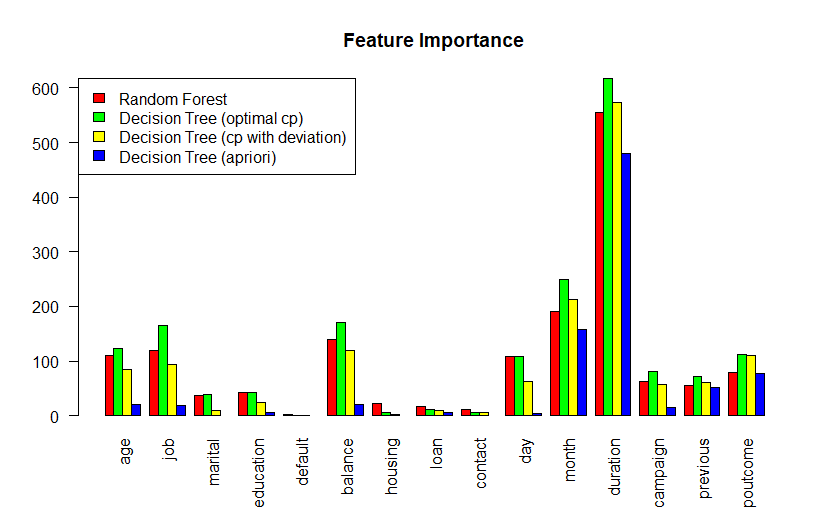 Feature Importance
Random Forest
Decision Tree (optimal cp)
Decision Tree (cp with deviation)
Decision Tree (apriori)
600
500
400
300
200
100
0
age
job
marital
education
default
balance
housing
loan
contact
day
month
duration
campaign
previous
poutcome